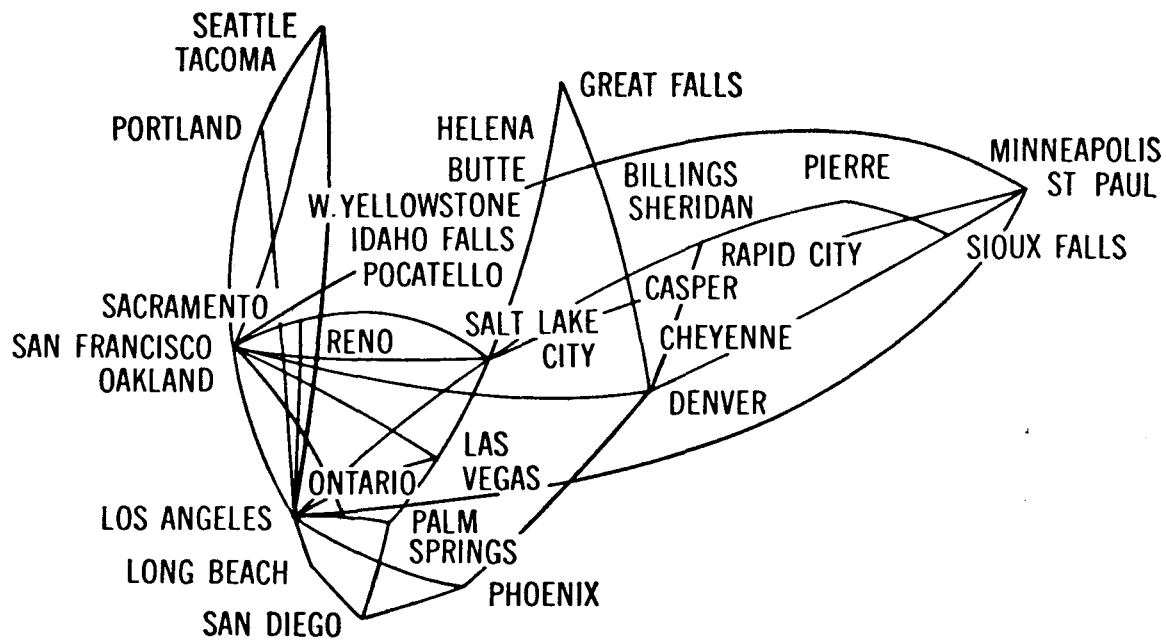 SEATTLE
TACOMA
GREAT FALLS
PORTLAND
HELENA
BUTTE
MINNEAPOLIS
ST PAUL
PIERRE
BILLINGS
SHERIDAN
W. YELLOWSTONE
IDAHO FALLS
POCATELLO
RAPID CITY
SIOUX FALLS
CASPER
SACRAMENTO
SAN FRANCISCO
OAKLAND
RENO
SALT LAKE
CITY
CHEYENNE
DENVER
LAS
VEGAS
ONTARIO
LOS ANGELES
PALM
SPRINGS
LONG BEACH
PHOENIX
SAN DIEGO